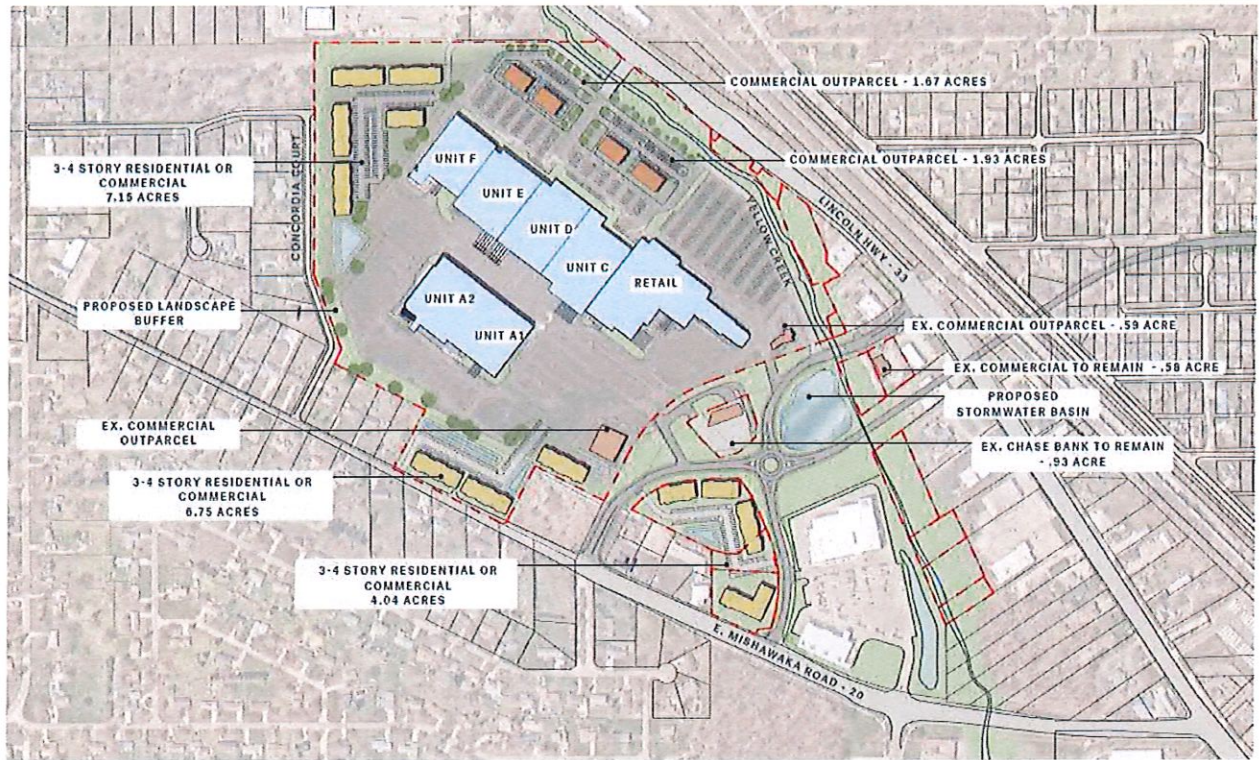 COMMERCIAL OUTPARCEL - 1.67 ACRES
COMMERCIAL OUTPARCEL - 1.93 ACRES
3-4 STORY RESIDENTIAL OR
COMMERCIAL
7.15 ACRES
CONCORDIA COURT
UNIT F
UNIT E
UNIT D
UNIT C
RETAIL
UNIT A2
UNIT A1
YELLOW CREEK
LINCOLN HWY - 33
PROPOSED LANDSCAPE
BUFFER
EX. COMMERCIAL OUTPARCEL - .59 ACRE
EX. COMMERCIAL TO REMAIN - .58 ACRE
PROPOSED
STORMWATER BASIN
EX. COMMERCIAL
OUTPARCEL
EX. CHASE BANK TO REMAIN
- .93 ACRE
3-4 STORY RESIDENTIAL OR
COMMERCIAL
6.75 ACRES
3-4 STORY RESIDENTIAL OR
COMMERCIAL
4.04 ACRES
E. MISHAWAKA ROAD - 20